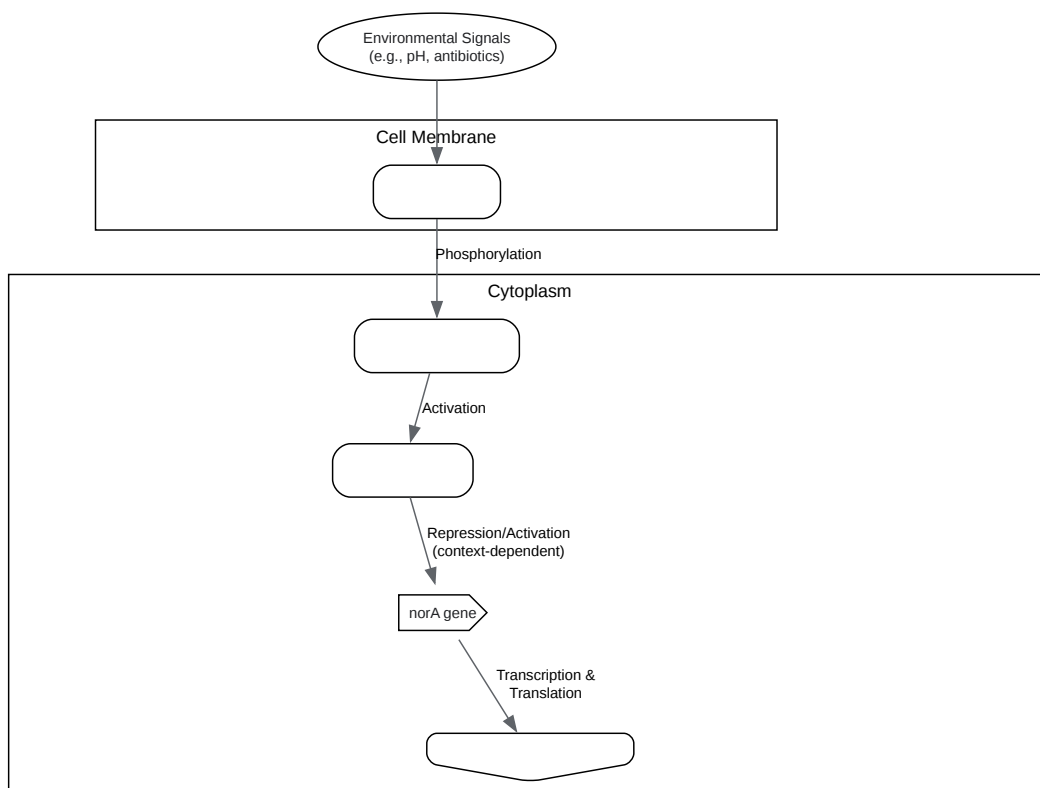 Environmental Signals
(e.g., pH, antibiotics)
Cell Membrane
Phosphorylation
Cytoplasm
Activation
Repression/Activation
(context-dependent)
norA gene
Transcription &
Translation